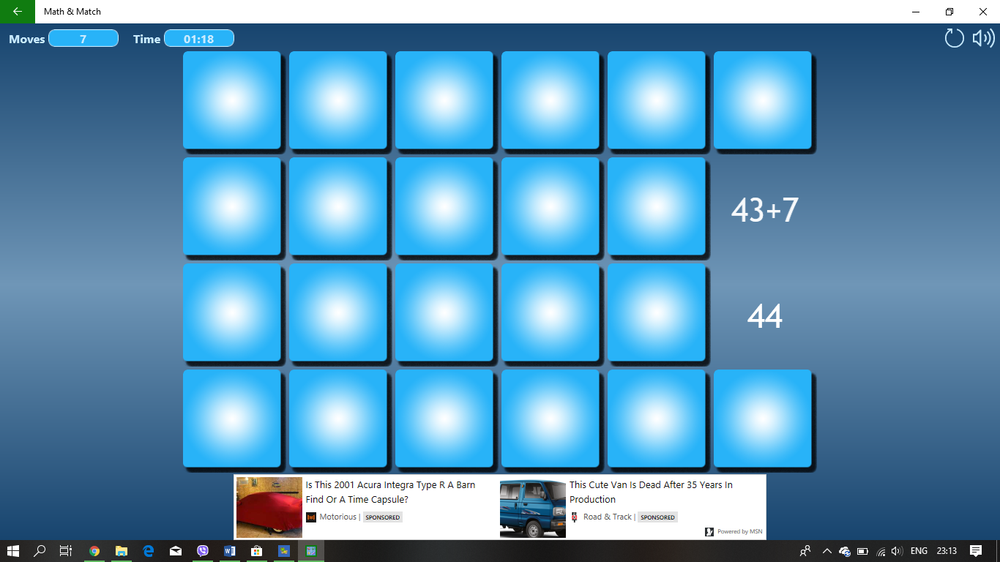 Math & Match
Moves 7 Time 01:18
43+7
44
Is This 2001 Acura Integra Type R A Barn
Find Or A Time Capsule?
Motorious | SPONSORED
This Cute Van Is Dead After 35 Years In
Production
Road & Track | SPONSORED
Powered by MSN
ENG 23:13